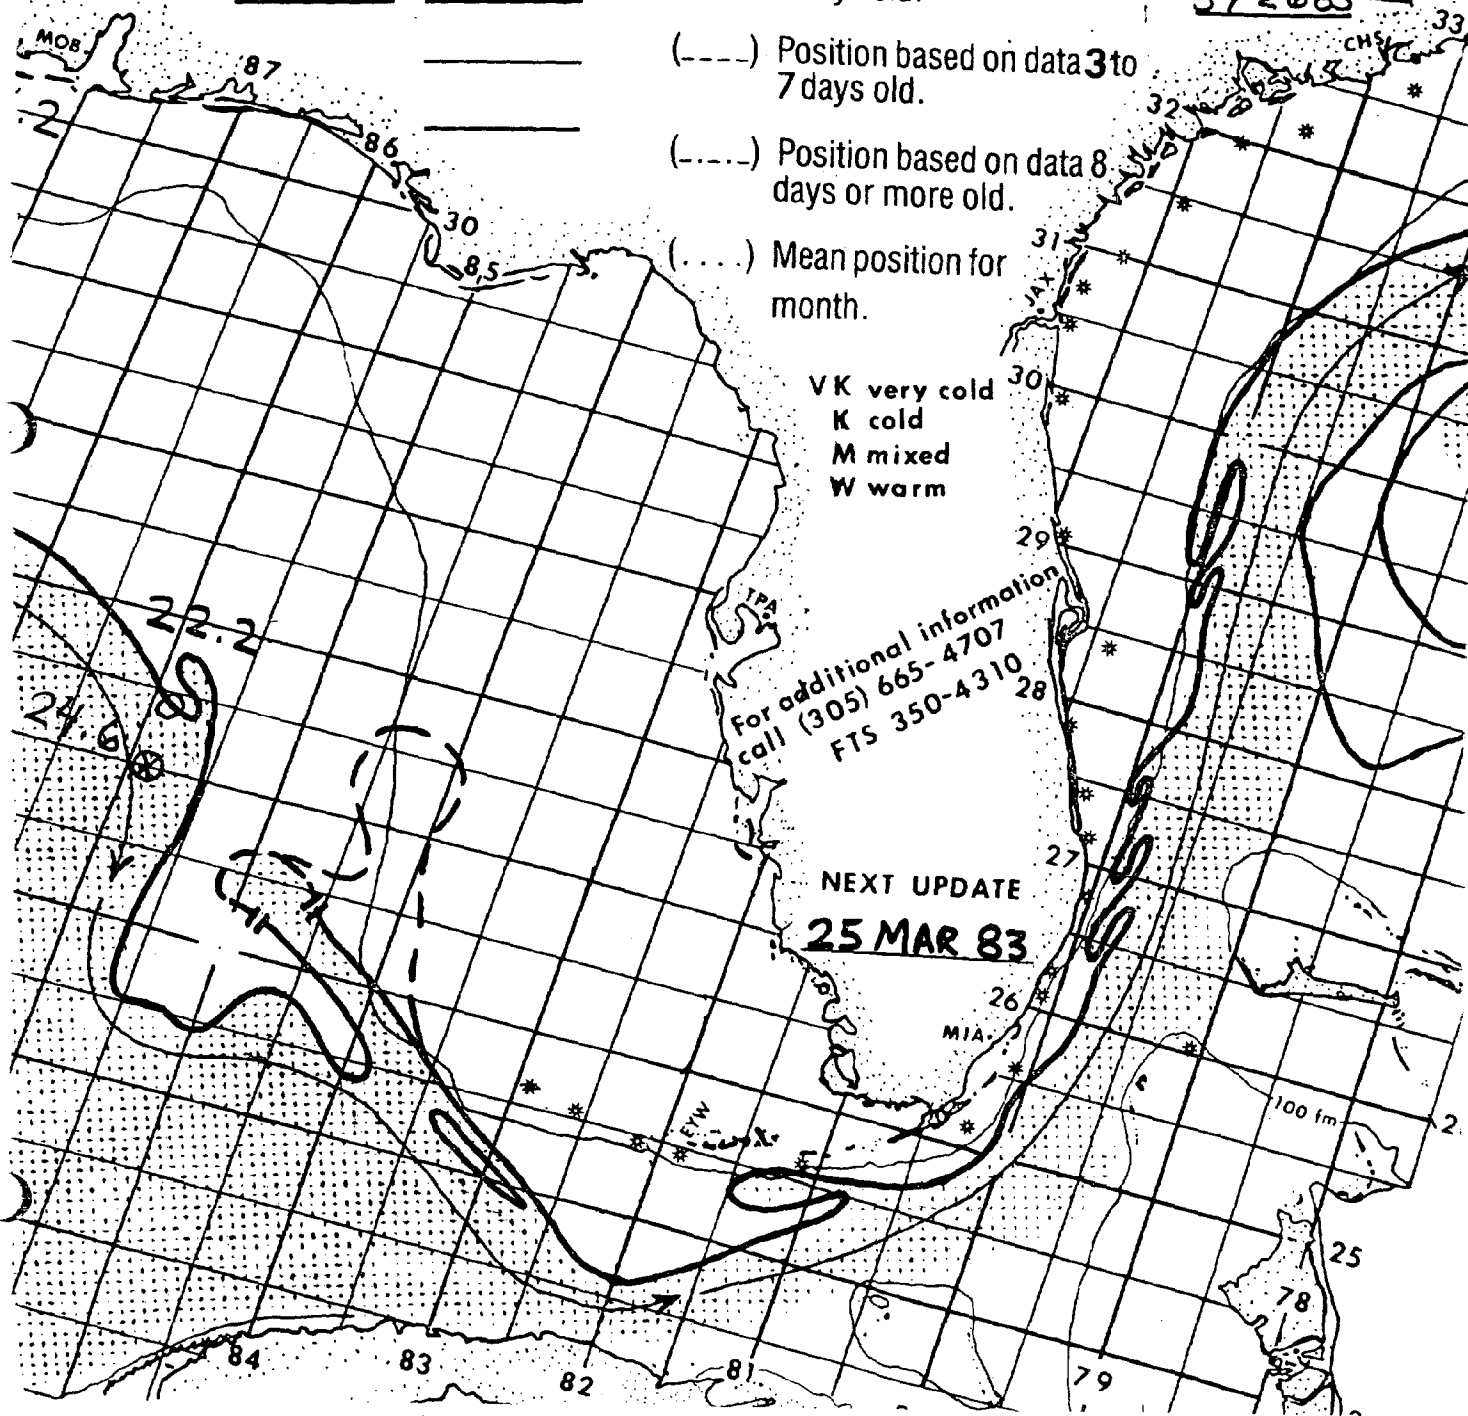 MOB.
87
(----) Position based on data 3 to
7 days old.
(_.__._) Position based on data 8
days or more old.
(....) Mean position for
month.
CHS
33
32
31
JAX
30
29
28
27
26
.2
86
30
85
VK very cold
K cold
M mixed
W warm
22.2
24.6
TPA.
For additional information
call (305) 665-4707
FTS 350-4310
NEXT UPDATE
25 MAR 83
MIA.
EYW
100 fm
2
25
78
84
83
82
81
79